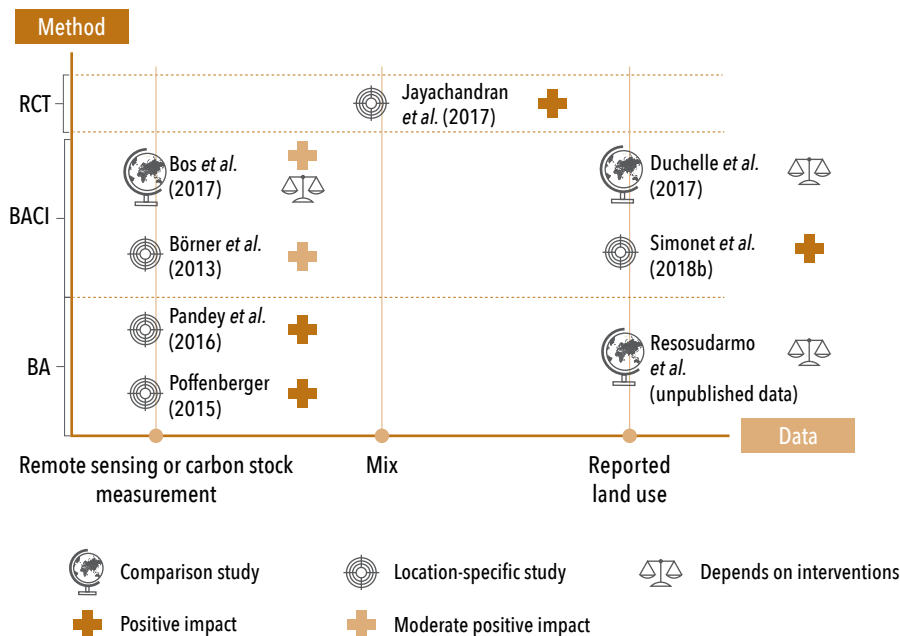 Method
RCT
Jayachandran
et al. (2017)
BACI
Bos et al.
(2017)
Duchelle et al.
2017)
Börner et al.
(2013)
Simonet et al.
(2018b)
BA
Pandey et al.
(2016)
Resosudarmo
et al.
(unpublished data)
Poffenberger
(2015)
Data
Remote sensing or carbon stock
measurement
Mix
Reported
land use
Comparison study
Location-specific study
Depends on interventions
Positive impact
Moderate positive impact